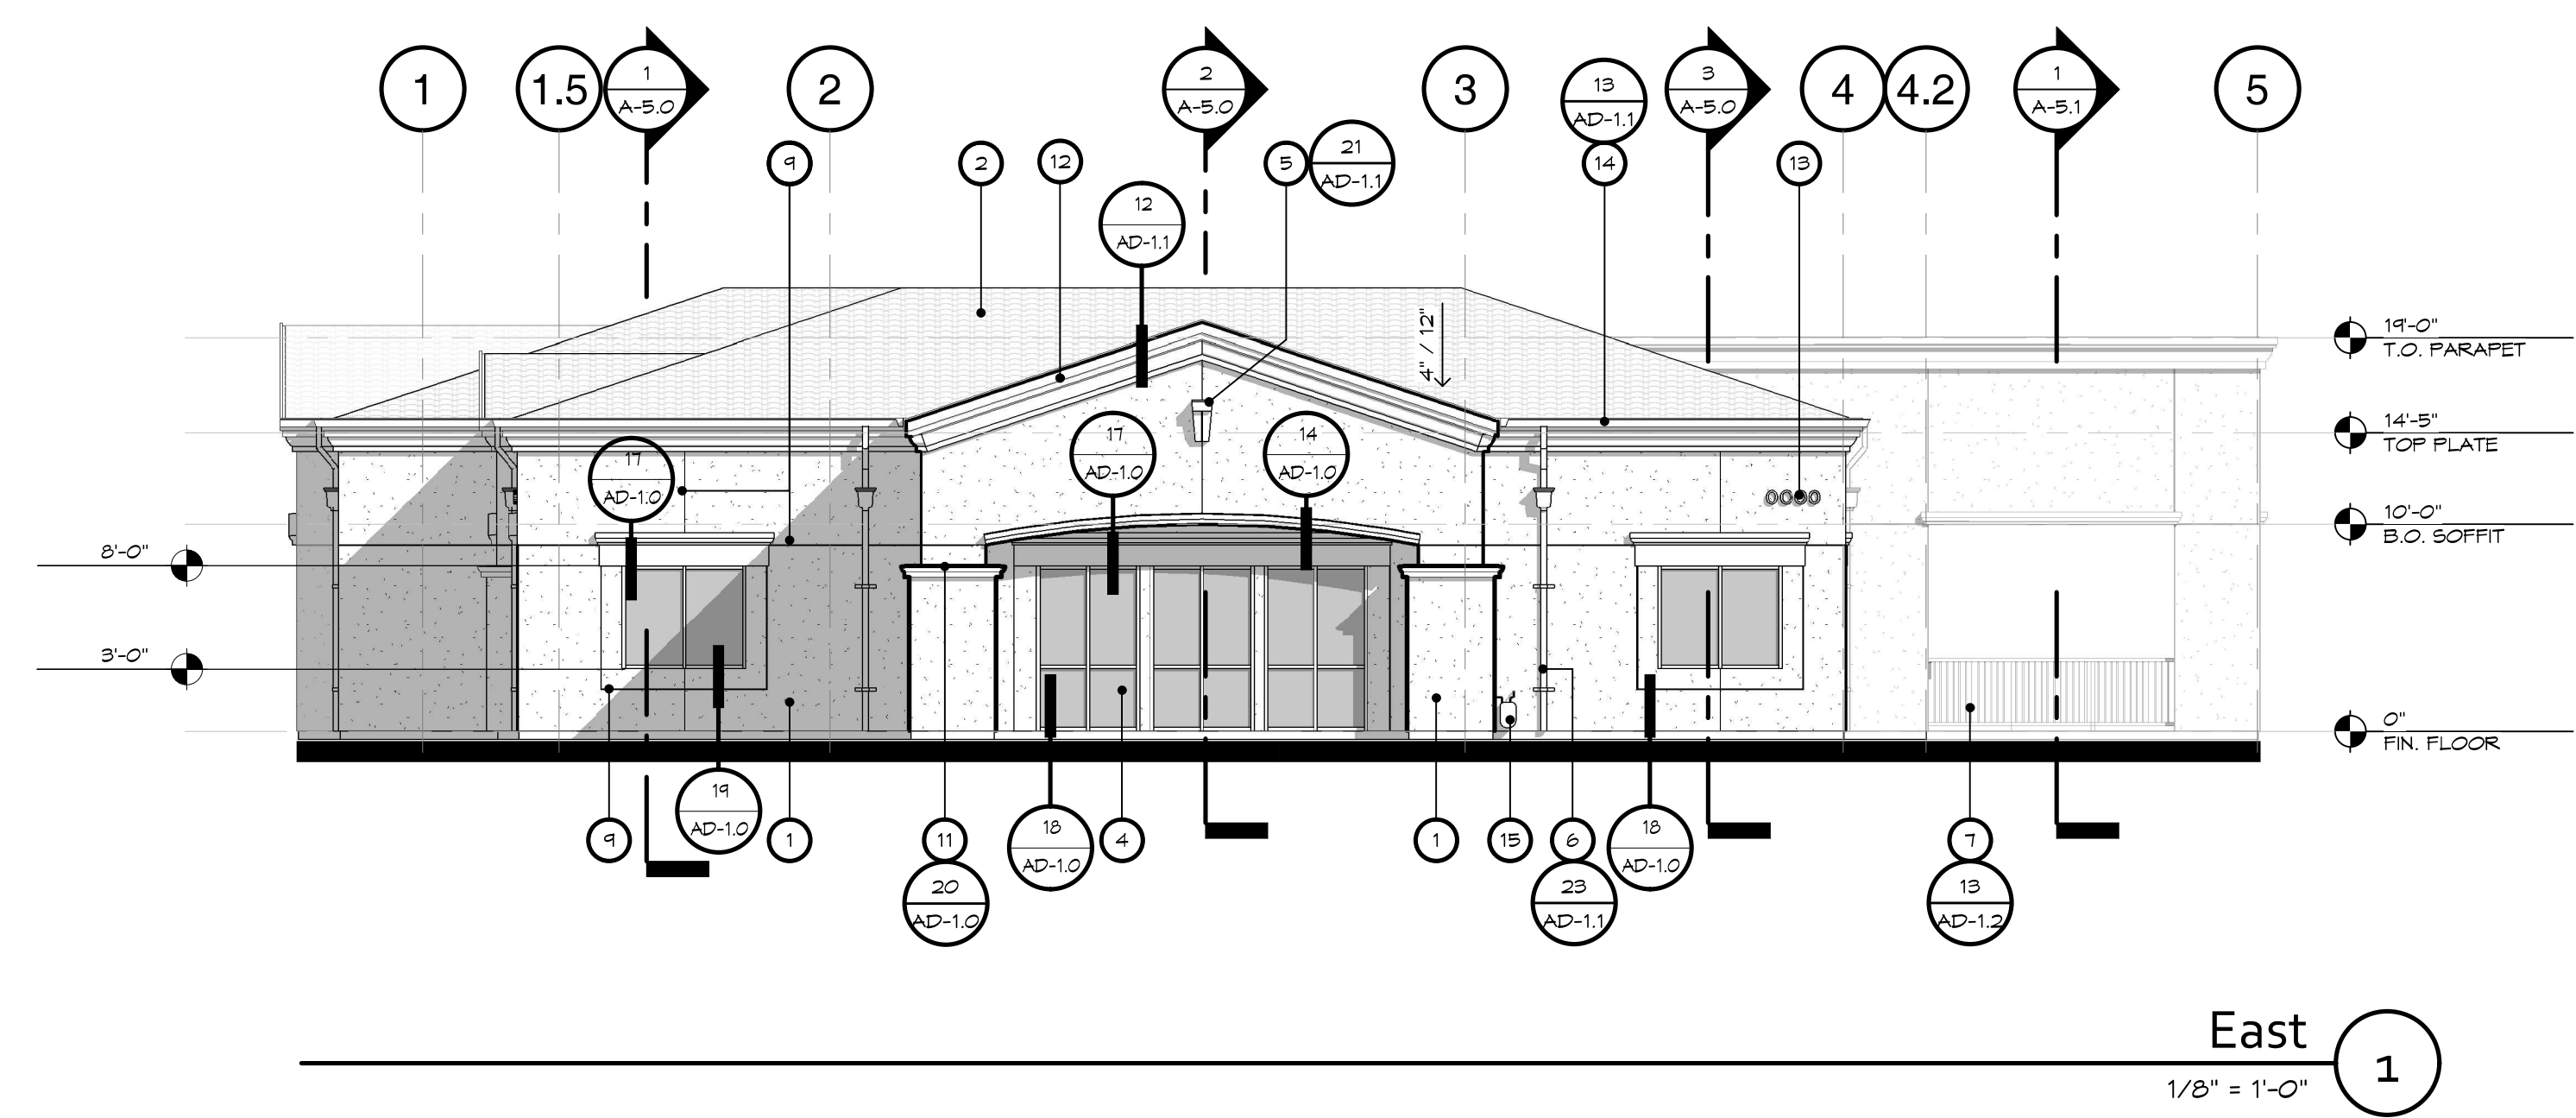 1
1.5
1
A-5.0
2
2
A-5.0
3
13
AD-1.1
3
A-5.0
4
4.2
1
A-5.1
5
9
2
12
5
21
AD-1.1
14
13
12
AD-1.1
4" / 12"
19'-0"
T.O. PARAPET
14'-5"
TOP PLATE
17
AD-1.0
17
AD-1.0
14
AD-1.0
10'-0"
B.O. SOFFIT
8'-0"
3'-0"
0"
FIN. FLOOR
9
19
AD-1.0
1
11
20
AD-1.0
18
AD-1.0
4
1
15
6
23
AD-1.1
18
AD-1.0
7
13
AD-1.2
East
1/8" = 1'-0"
1